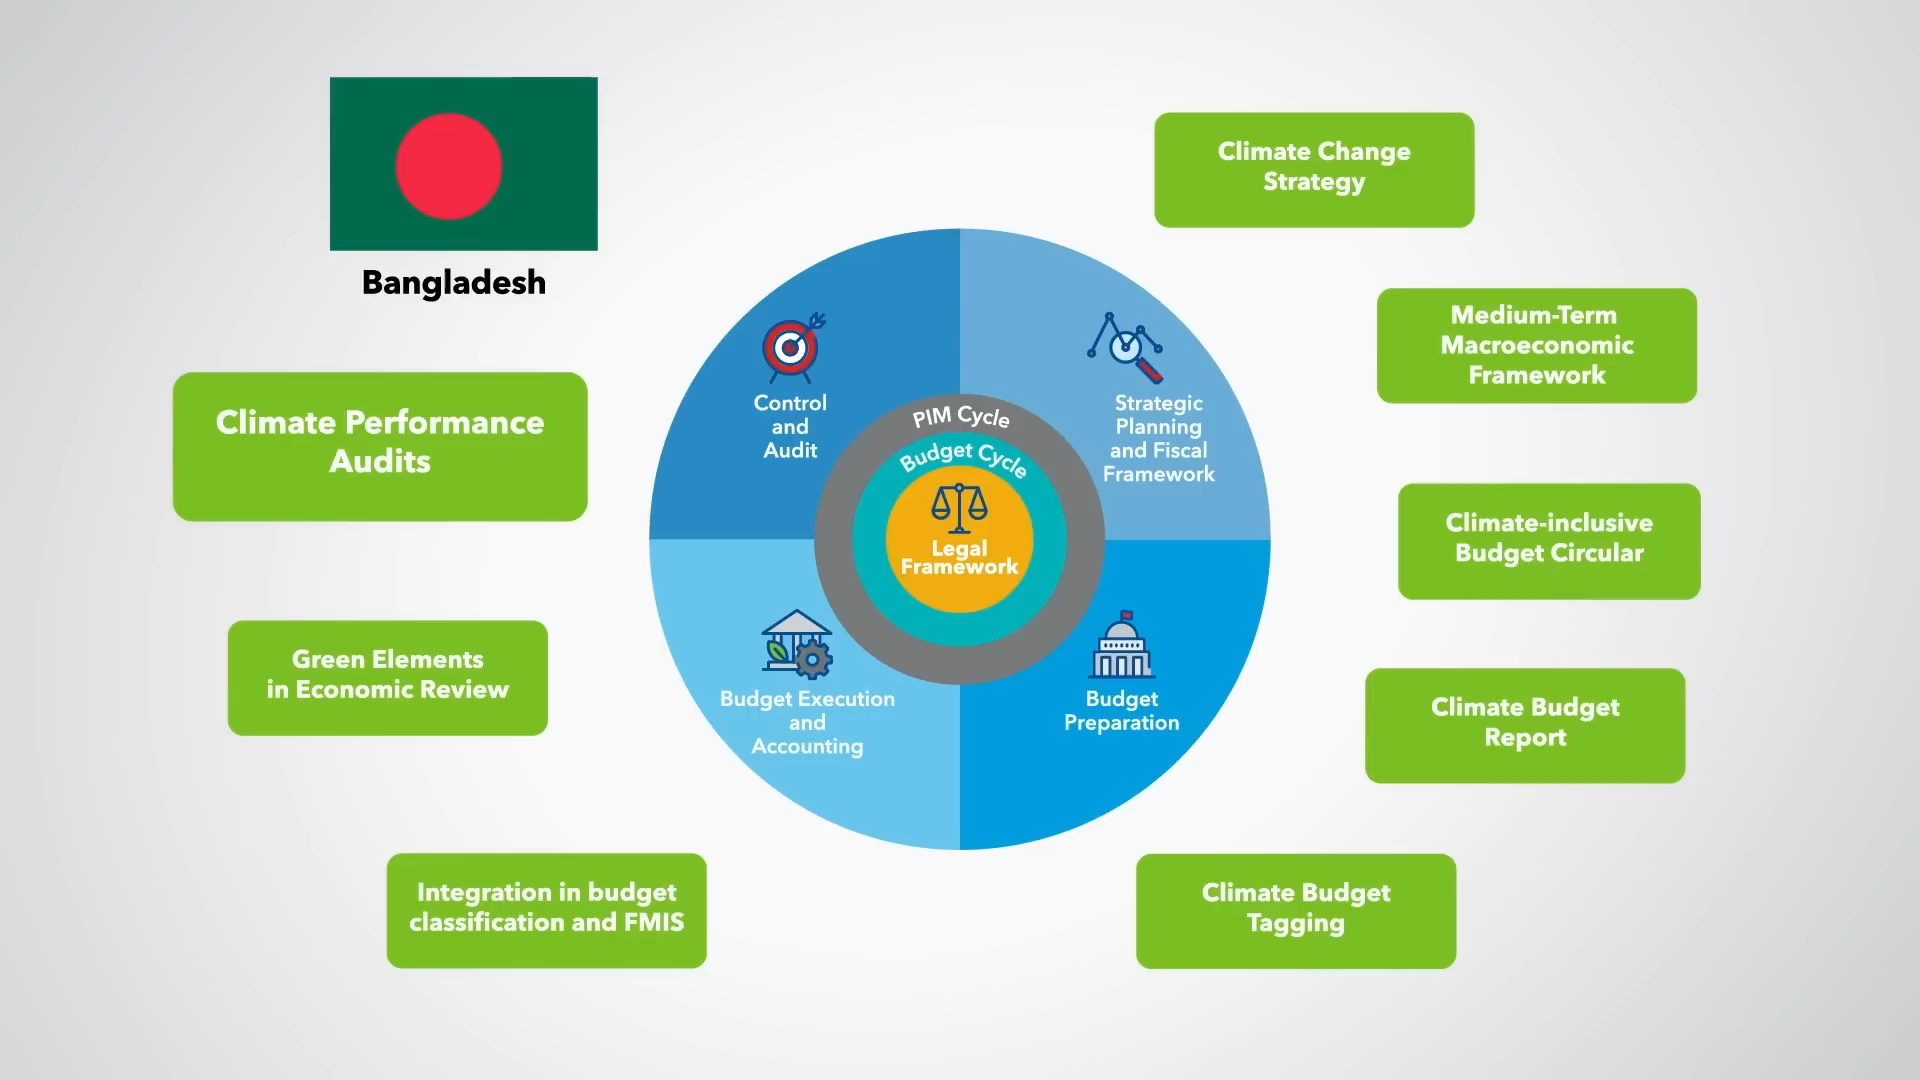 Bangladesh
Climate Change
Strategy
Medium-Term
Macroeconomic
Framework
Climate-inclusive
Budget Circular
Climate Budget
Report
Climate Budget
Tagging
Integration in budget
classification and FMIS
Green Elements
in Economic Review
Climate Performance
Audits
Control
and
Audit
Strategic
Planning
and Fiscal
Framework
Budget
Preparation
Budget Execution
and
Accounting
PIM Cycle
Budget Cycle
Legal
Framework